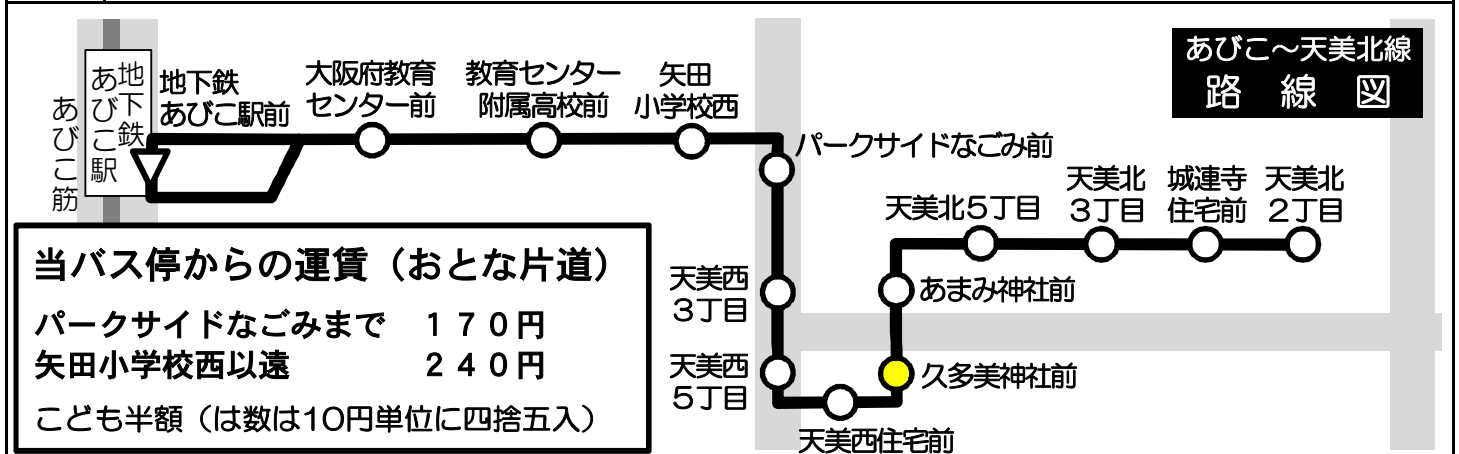 あびこ～天美北線
路線図
あびこ筋
地下鉄
あびこ駅
地下鉄
あびこ駅前
大阪府教育
センター前
教育センター
附属高校前
矢田
小学校西
パークサイドなごみ前
天美西
3丁目
天美西
5丁目
天美西住宅前
久多美神社前
あまみ神社前
天美北5丁目
天美北
3丁目
城連寺
住宅前
天美北
2丁目
当バス停からの運賃（おとな片道）
パークサイドなごみまで　１７０円
矢田小学校西以遠　２４０円
こども半額（は数は10円単位に四捨五入）